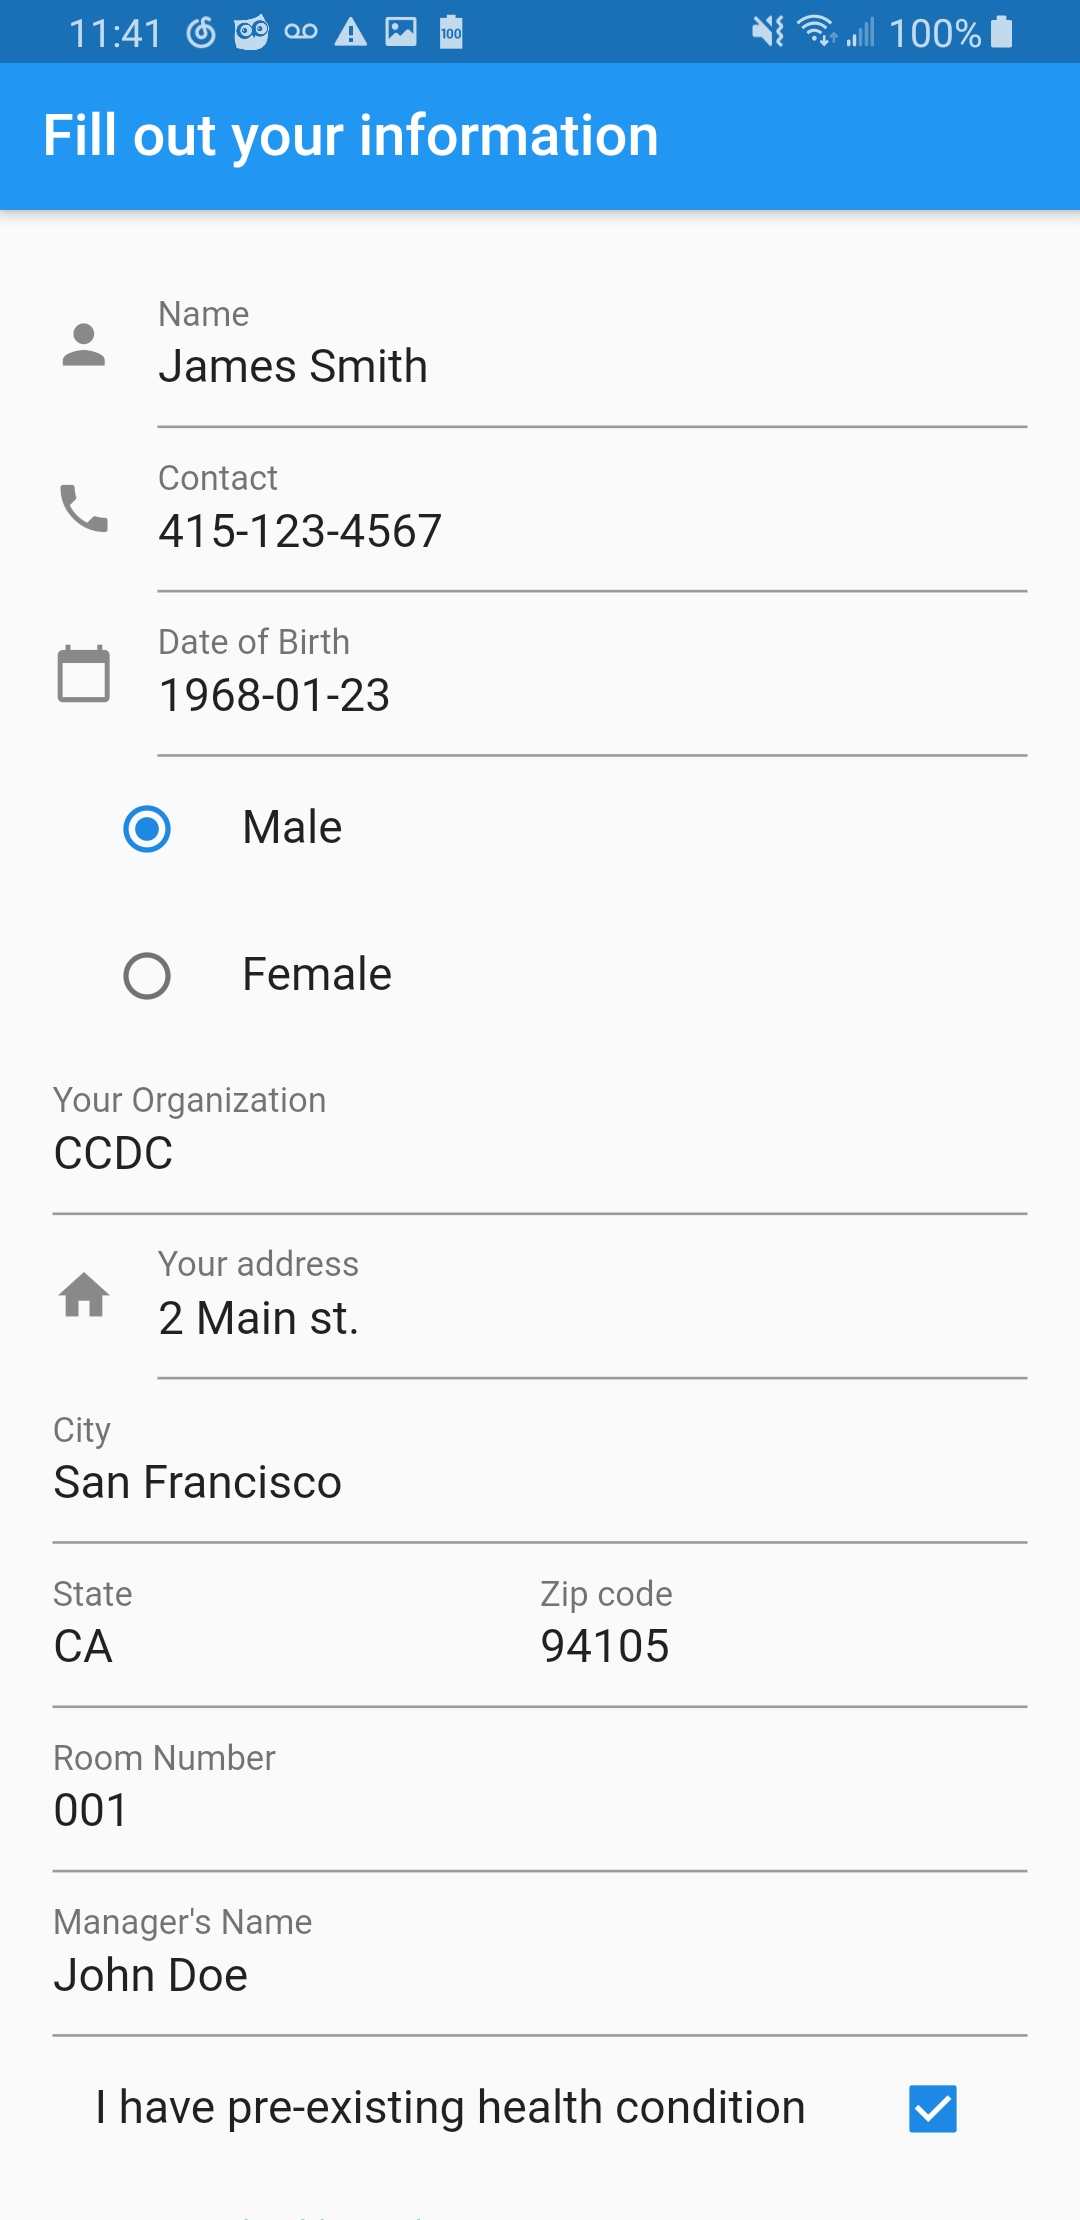 11:41 100 100%
Fill out your information
Name
James Smith
Contact
415-123-4567
Date of Birth
1968-01-23
Male
Female
Your Organization
CCDC
Your address
2 Main st.
City
San Francisco
State Zip code
CA 94105
Room Number
001
Manager's Name
John Doe
I have pre-existing health condition